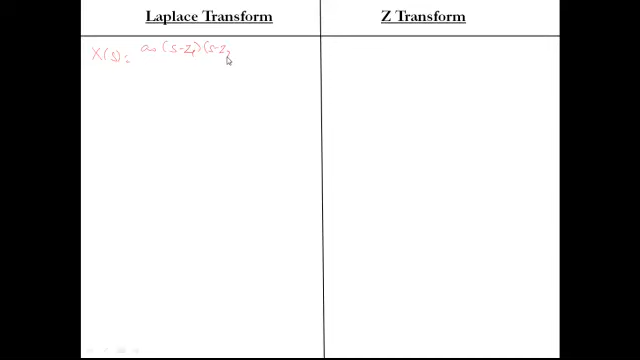 Laplace Transform
Z Transform
X(s) = a₀ (s-z₁)(s-z₂